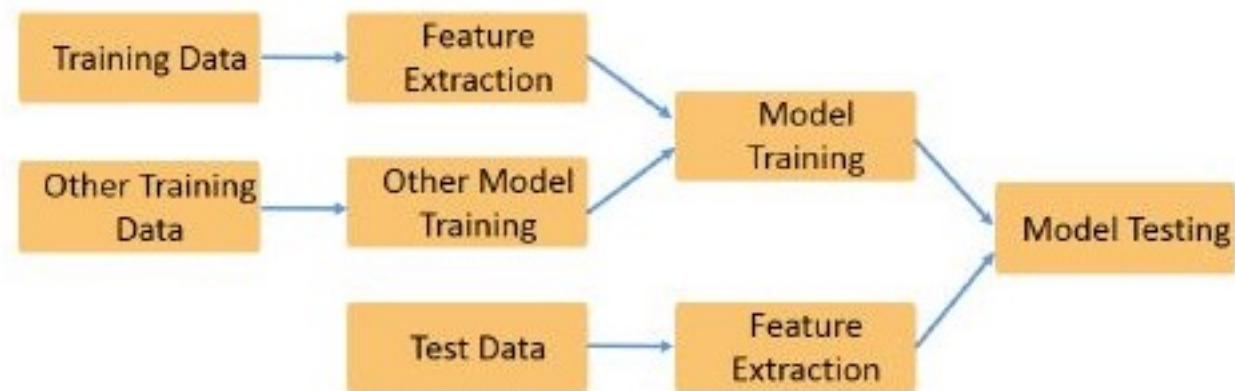 Training Data
Feature
Extraction
Model
Training
Other Training
Data
Other Model
Training
Model Testing
Test Data
Feature
Extraction